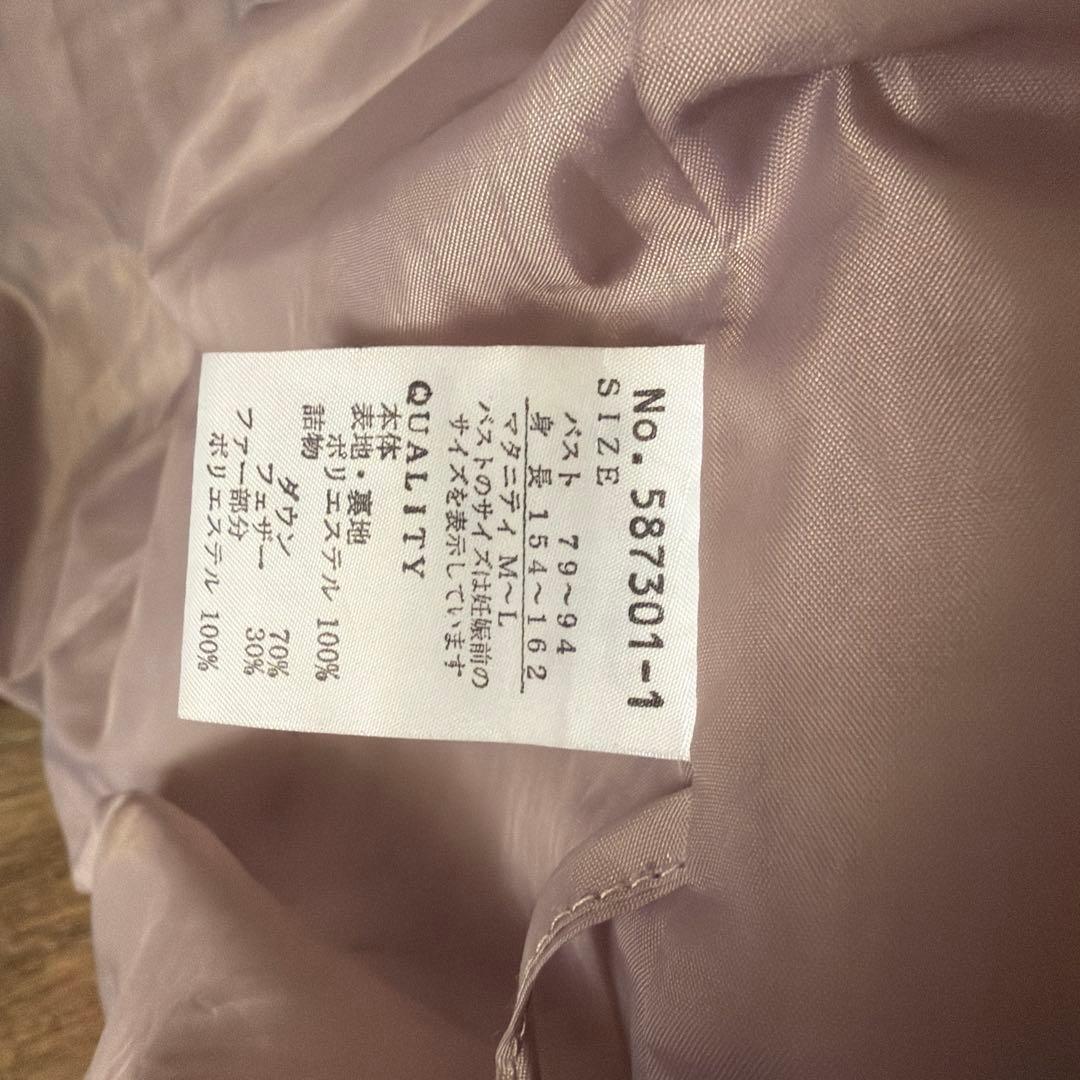 No. 587301-1
SIZE
バスト 79~94
身長 154~162
マタニティ M~L
バストのサイズは妊娠前の
サイズを表示しています
QUALITY
本体
表地・裏地
ポリエステル 100%
詰物
ダウン 70%
フェザー 30%
ファー部分
ポリエステル 100%